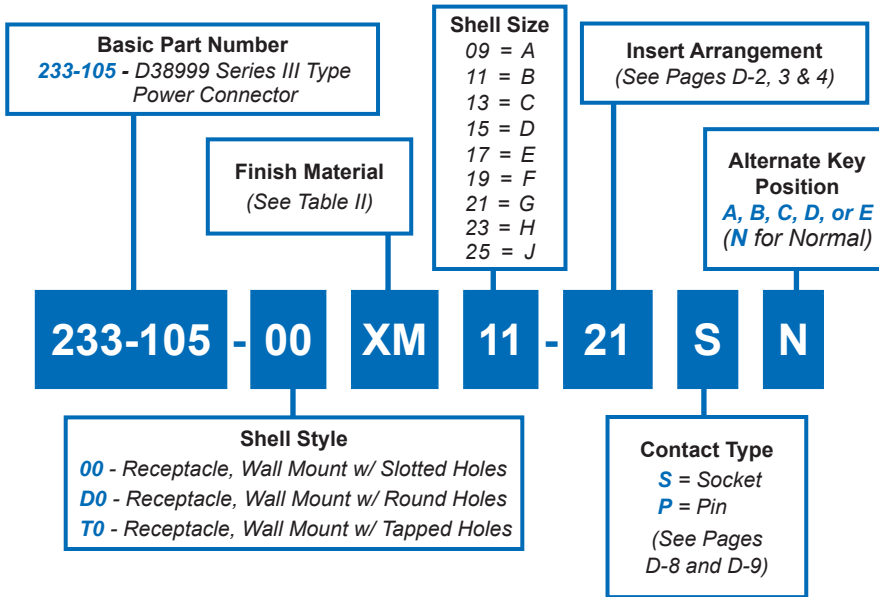 Basic Part Number
233-105 - D38999 Series III Type
Power Connector
Finish Material
(See Table II)
Shell Size
09 = A
11 = B
13 = C
15 = D
17 = E
19 = F
21 = G
23 = H
25 = J
Insert Arrangement
(See Pages D-2, 3 & 4)
Alternate Key
Position
A, B, C, D, or E
(N for Normal)
233-105 - 00 XM 11 - 21 S N
Shell Style
00 - Receptacle, Wall Mount w/ Slotted Holes
D0 - Receptacle, Wall Mount w/ Round Holes
T0 - Receptacle, Wall Mount w/ Tapped Holes
Contact Type
S = Socket
P = Pin
(See Pages
D-8 and D-9)